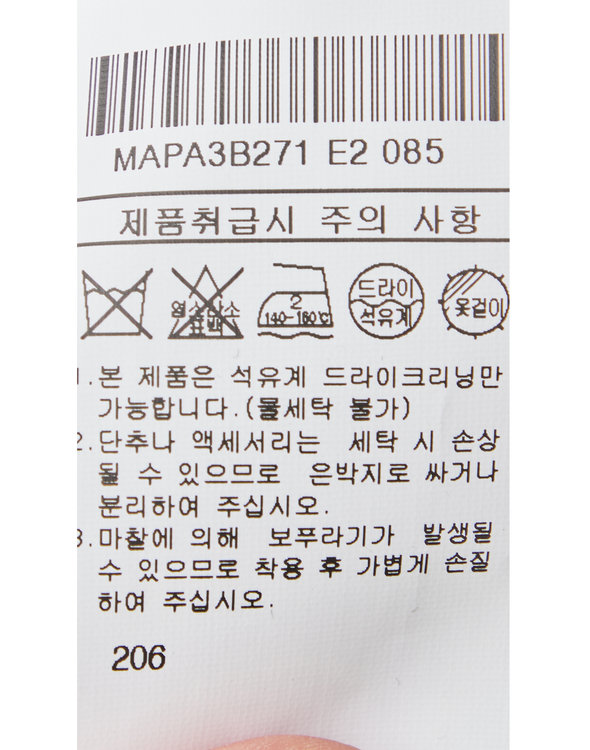 MAPA3B271 E2 085
제품취급시 주의 사항
염소산소
표백
2
140-160℃
드라이
석유계
옷걸이
1.본 제품은 석유계 드라이크리닝만
가능합니다.(물세탁 불가)
2.단추나 액세서리는 세탁 시 손상
될 수 있으므로 은박지로 싸거나
분리하여 주십시오.
3.마찰에 의해 보푸라기가 발생될
수 있으므로 착용 후 가볍게 손질
하여 주십시오.
206